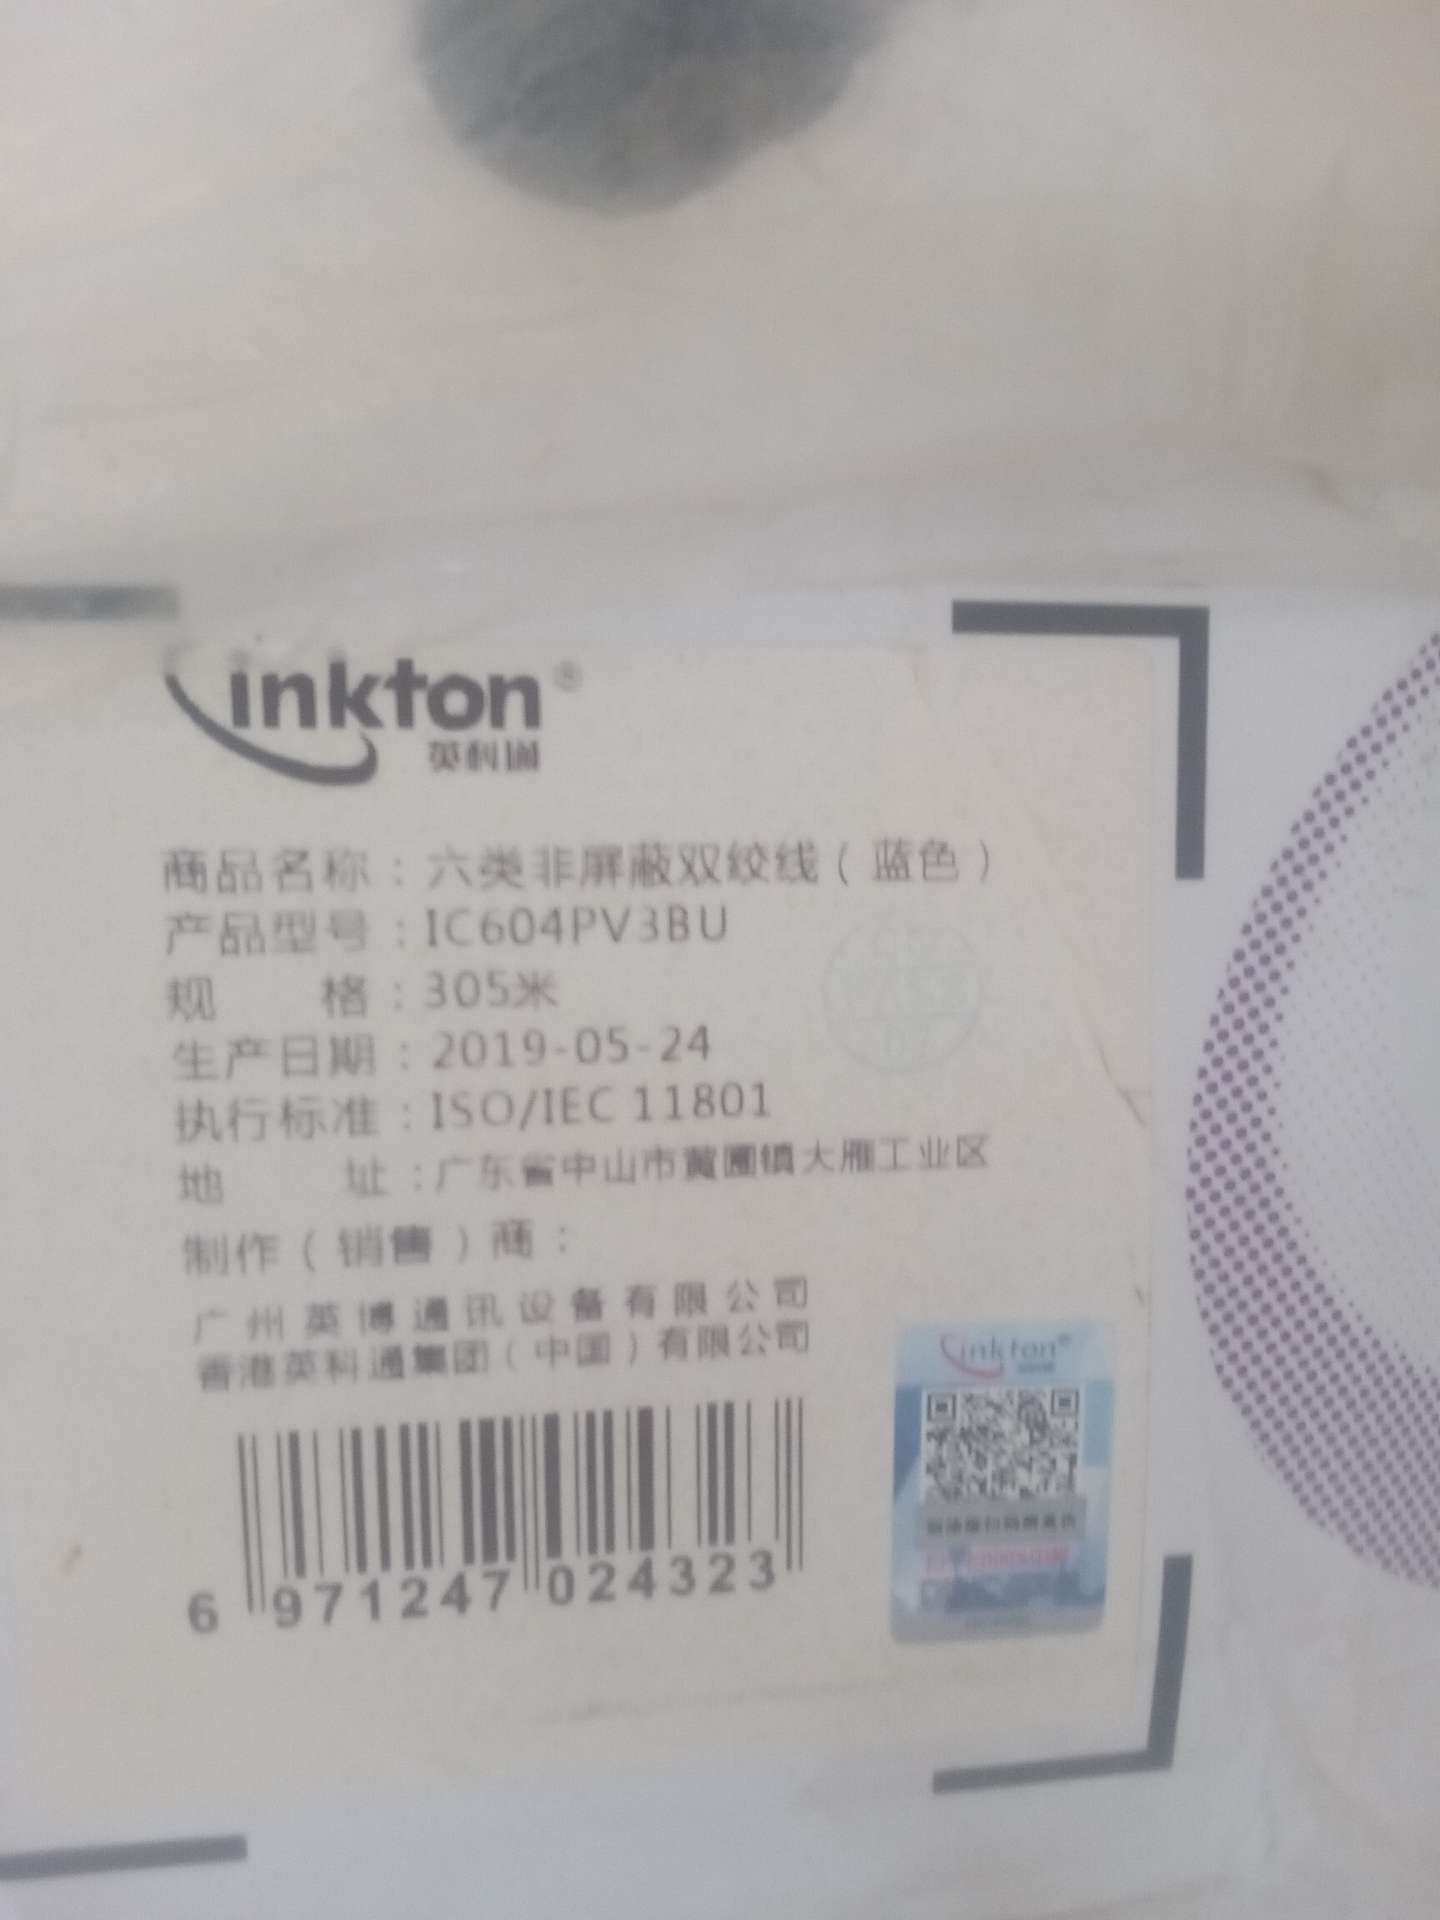 inkton®
英科通
商品名称：六类非屏蔽双绞线（蓝色）
产品型号：IC604PV3BU
规 格：305米
生产日期：2019-05-24
执行标准：ISO/IEC 11801
地 址：广东省中山市黄圃镇大雁工业区
制作（销售）商：
广州英博通讯设备有限公司
香港英科通集团（中国）有限公司
6 971247 024323
inkton®